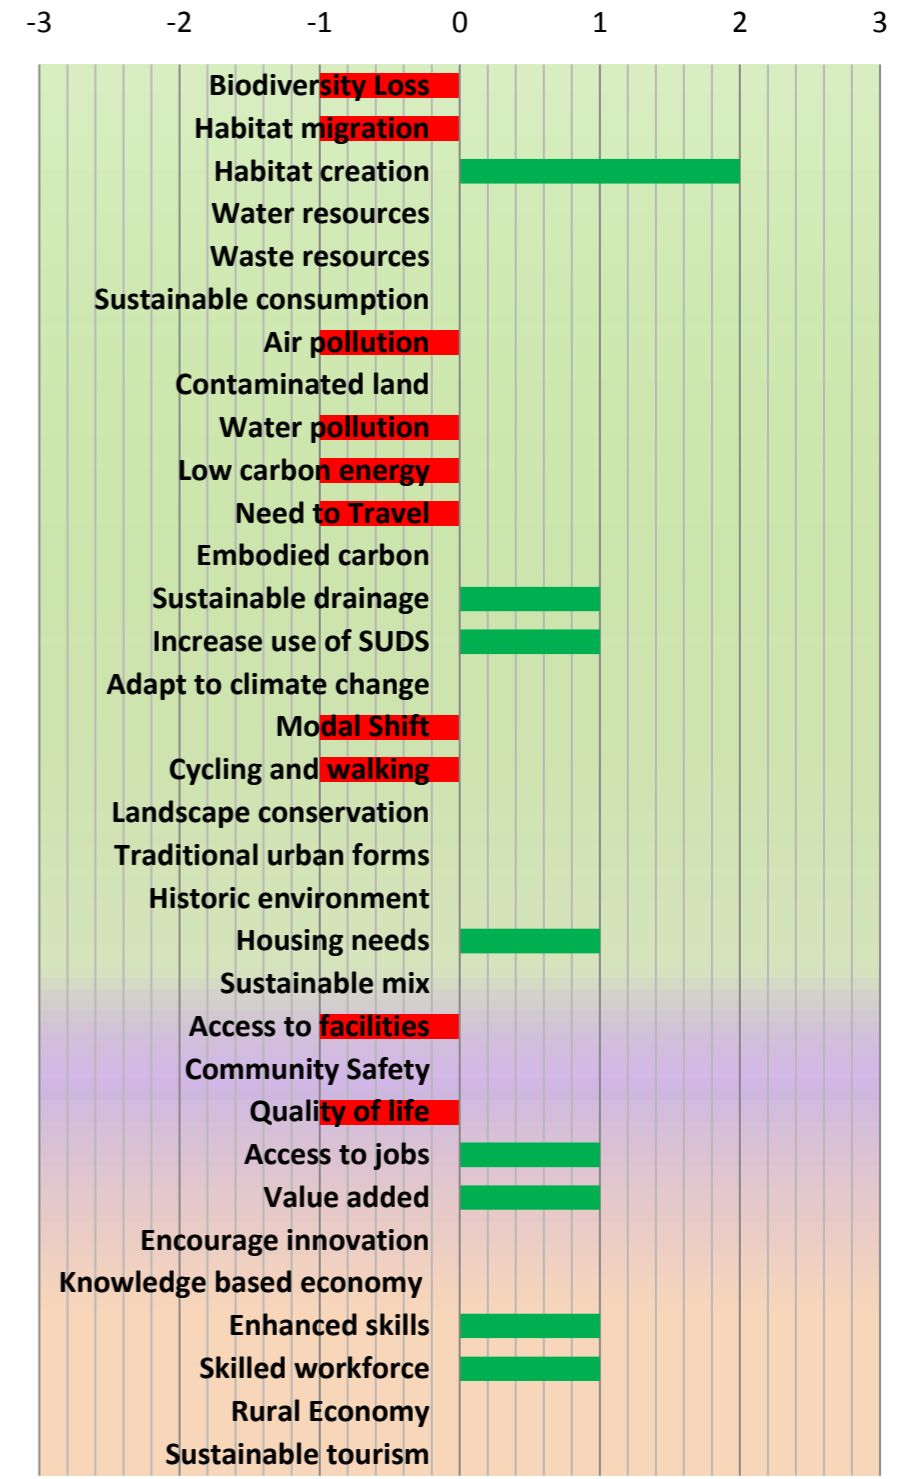 -3 -2 -1 0 1 2 3
Biodiversity Loss
Habitat migration
Habitat creation
Water resources
Waste resources
Sustainable consumption
Air pollution
Contaminated land
Water pollution
Low carbon energy
Need to Travel
Embodied carbon
Sustainable drainage
Increase use of SUDS
Adapt to climate change
Modal Shift
Cycling and walking
Landscape conservation
Traditional urban forms
Historic environment
Housing needs
Sustainable mix
Access to facilities
Community Safety
Quality of life
Access to jobs
Value added
Encourage innovation
Knowledge based economy
Enhanced skills
Skilled workforce
Rural Economy
Sustainable tourism